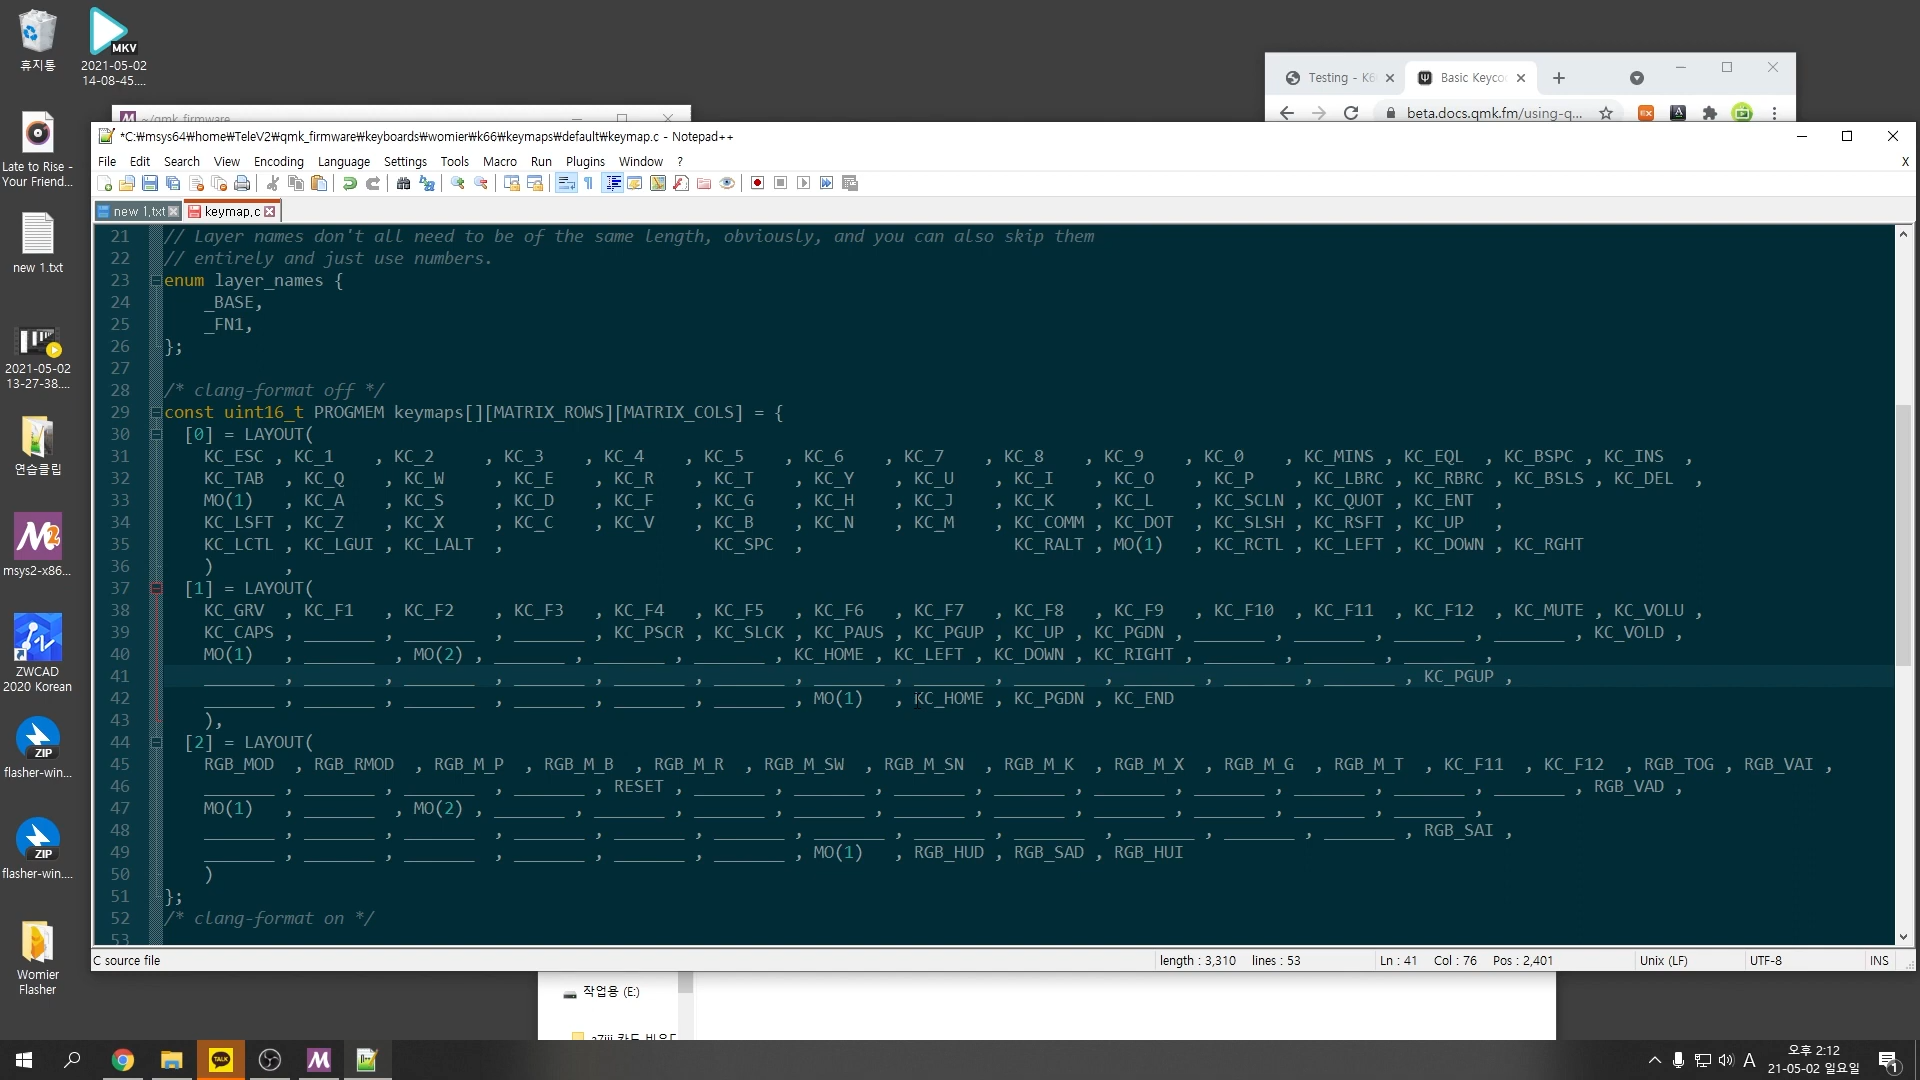 휴지통
MKV
2021-05-02
14-08-45....
Late to Rise -
Your Friend...
new 1.txt
2021-05-02
13-27-38....
연습클립
msys2-x86...
ZWCAD
2020 Korean
ZIP
flasher-win...
ZIP
flasher-win....
Womier
Flasher
~/qmk_firmware
Testing - K6
Basic Keyco
beta.docs.qmk.fm/using-q...
*C:₩msys64₩home₩TeleV2₩qmk_firmware₩keyboards₩womier₩k66₩keymaps₩default₩keymap.c - Notepad++
File Edit Search View Encoding Language Settings Tools Macro Run Plugins Window ? X
new 1.txt keymap.c
21 // Layer names don't all need to be of the same length, obviously, and you can also skip them
22 // entirely and just use numbers.
23 enum layer_names {
24 _BASE,
25 _FN1,
26 };
27
28 /* clang-format off */
29 const uint16_t PROGMEM keymaps[][MATRIX_ROWS][MATRIX_COLS] = {
30 [0] = LAYOUT(
31 KC_ESC , KC_1 , KC_2 , KC_3 , KC_4 , KC_5 , KC_6 , KC_7 , KC_8 , KC_9 , KC_0 , KC_MINS , KC_EQL , KC_BSPC , KC_INS ,
32 KC_TAB , KC_Q , KC_W , KC_E , KC_R , KC_T , KC_Y , KC_U , KC_I , KC_O , KC_P , KC_LBRC , KC_RBRC , KC_BSLS , KC_DEL ,
33 MO(1) , KC_A , KC_S , KC_D , KC_F , KC_G , KC_H , KC_J , KC_K , KC_L , KC_SCLN , KC_QUOT , KC_ENT ,
34 KC_LSFT , KC_Z , KC_X , KC_C , KC_V , KC_B , KC_N , KC_M , KC_COMM , KC_DOT , KC_SLSH , KC_RSFT , KC_UP ,
35 KC_LCTL , KC_LGUI , KC_LALT , KC_SPC , KC_RALT , MO(1) , KC_RCTL , KC_LEFT , KC_DOWN , KC_RGHT
36 ) ,
37 [1] = LAYOUT(
38 KC_GRV , KC_F1 , KC_F2 , KC_F3 , KC_F4 , KC_F5 , KC_F6 , KC_F7 , KC_F8 , KC_F9 , KC_F10 , KC_F11 , KC_F12 , KC_MUTE , KC_VOLU ,
39 KC_CAPS , _______ , _______ , _______ , KC_PSCR , KC_SLCK , KC_PAUS , KC_PGUP , KC_UP , KC_PGDN , _______ , _______ , _______ , _______ , KC_VOLD ,
40 MO(1) , _______ , MO(2) , _______ , _______ , _______ , KC_HOME , KC_LEFT , KC_DOWN , KC_RIGHT , _______ , _______ , _______ ,
41 _______ , _______ , _______ , _______ , _______ , _______ , _______ , _______ , _______ , _______ , _______ , _______ , KC_PGUP ,
42 _______ , _______ , _______ , _______ , _______ , _______ , MO(1) , KC_HOME , KC_PGDN , KC_END
43 ),
44 [2] = LAYOUT(
45 RGB_MOD , RGB_RMOD , RGB_M_P , RGB_M_B , RGB_M_R , RGB_M_SW , RGB_M_SN , RGB_M_K , RGB_M_X , RGB_M_G , RGB_M_T , KC_F11 , KC_F12 , RGB_TOG , RGB_VAI ,
46 _______ , _______ , _______ , _______ , RESET , _______ , _______ , _______ , _______ , _______ , _______ , _______ , _______ , _______ , RGB_VAD ,
47 MO(1) , _______ , MO(2) , _______ , _______ , _______ , _______ , _______ , _______ , _______ , _______ , _______ , _______ ,
48 _______ , _______ , _______ , _______ , _______ , _______ , _______ , _______ , _______ , _______ , _______ , _______ , RGB_SAI ,
49 _______ , _______ , _______ , _______ , _______ , _______ , MO(1) , RGB_HUD , RGB_SAD , RGB_HUI
50 )
51 };
52 /* clang-format on */
53
C source file length : 3,310 lines : 53 Ln : 41 Col : 76 Pos : 2,401 Unix (LF) UTF-8 INS
작업용 (E:)
TALK
A
오후 2:12
21-05-02 일요일
1